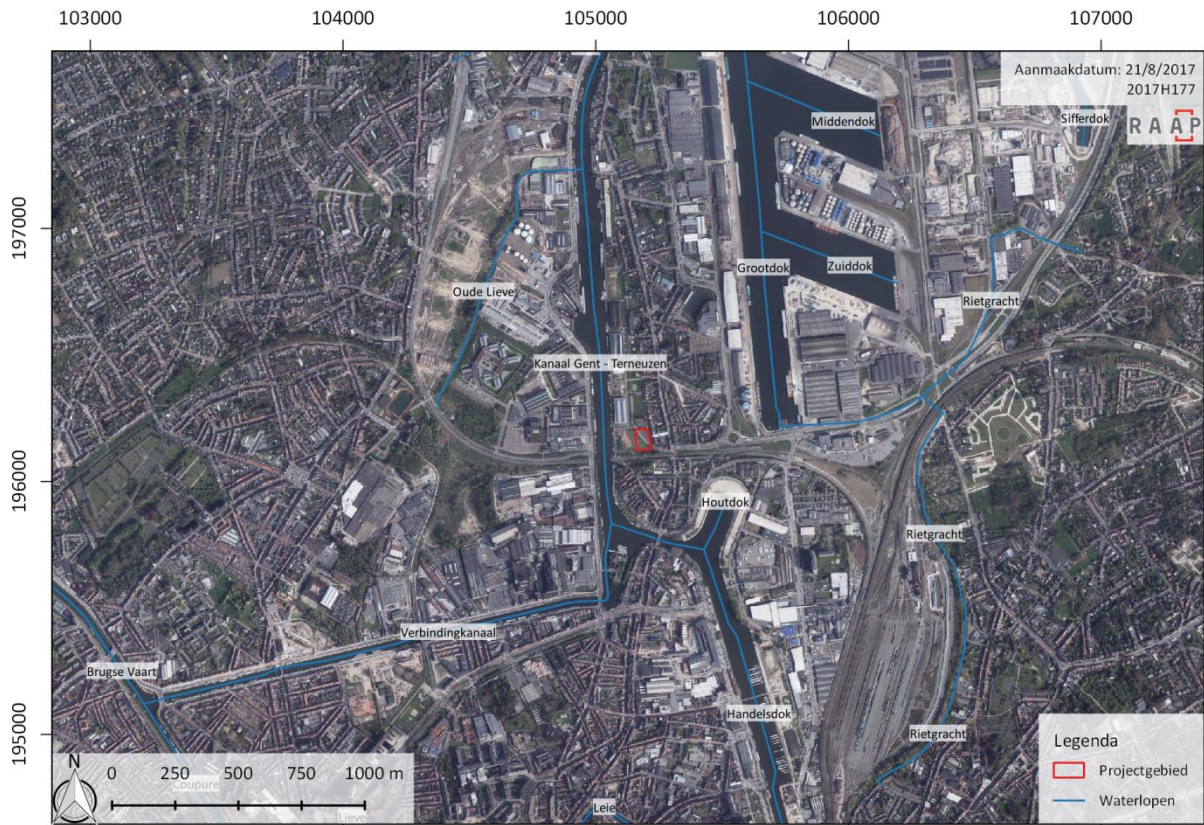 103000 104000 105000 106000 107000
Aanmaakdatum: 21/8/2017
2017H177
RAAP
Middendok
Sifferdok
197000
Grootdok
Zuiddok
Oude Lieve
Rietgracht
Kanaal Gent - Terneuzen
196000
Houtdok
Rietgracht
Verbindingkanaal
Brugse Vaart
Handelsdok
195000
Rietgracht
Legenda
Projectgebied
Waterlopen
N
0 250 500 750 1000 m
Coupure
Leie
Lieve